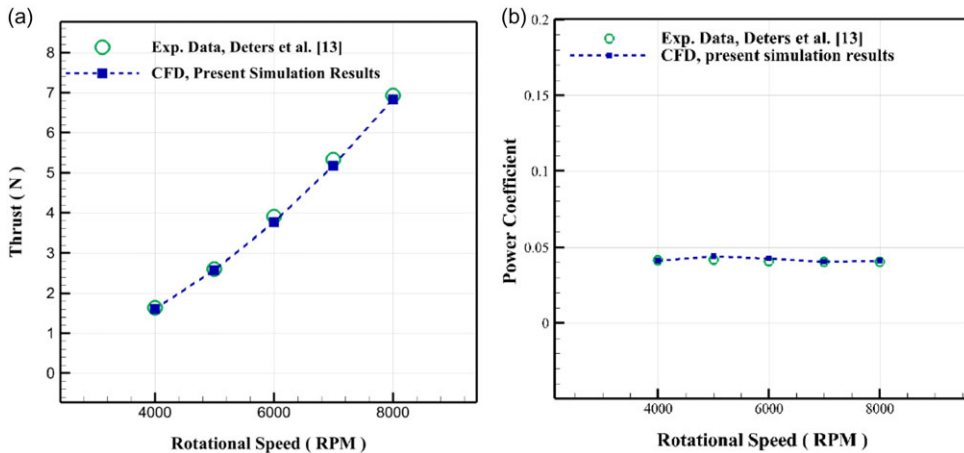 (a)
Exp. Data, Deters et al. [13]
CFD, Present Simulation Results
8
7
6
5
4
3
2
1
0
Thrust ( N )
4000 6000 8000
Rotational Speed ( RPM )
(b)
0.2
Exp. Data, Deters et al. [13]
CFD, present simulation results
0.15
0.1
0.05
0
Power Coefficient
4000 6000 8000
Rotational Speed ( RPM )